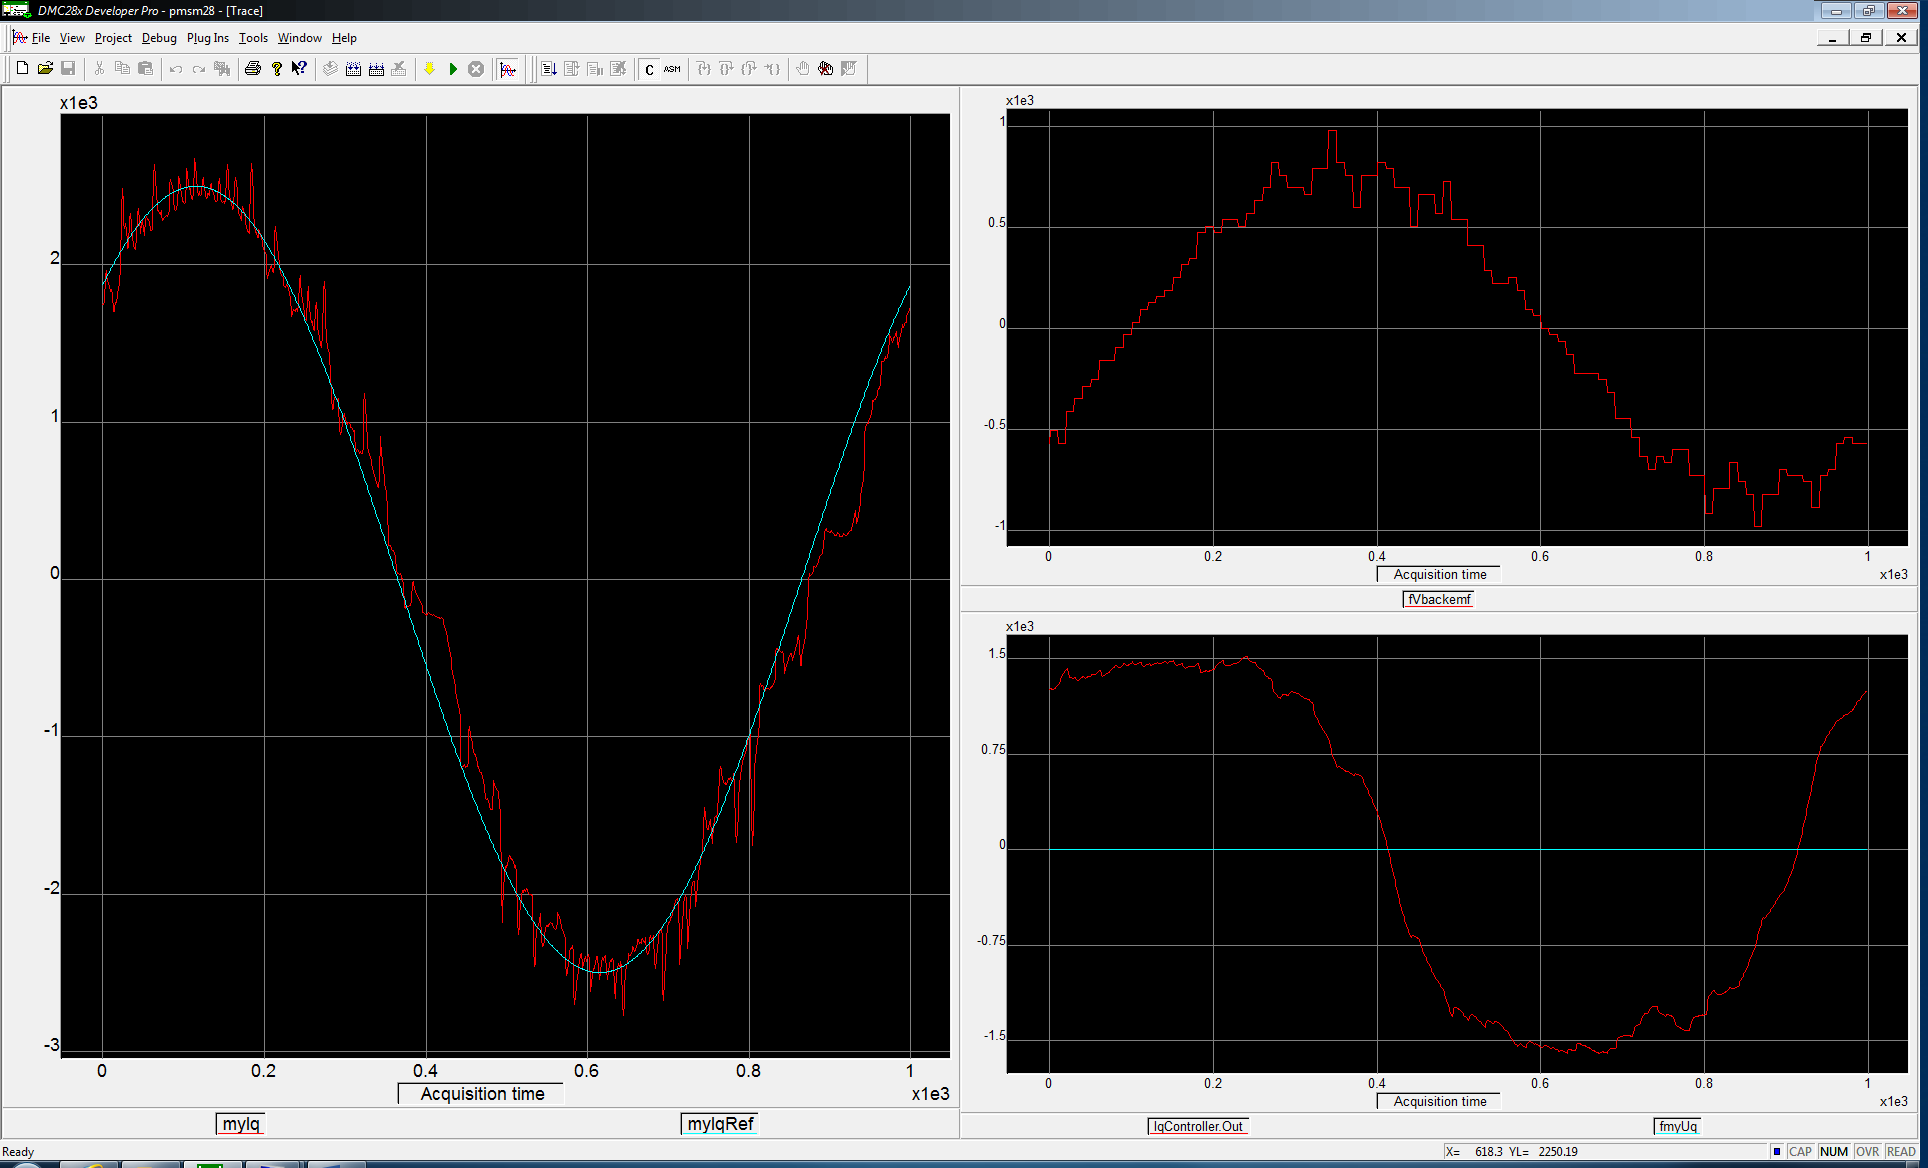 DMC28x Developer Pro - pmsm28 - [Trace]
File View Project Debug Plug Ins Tools Window Help
C ASM
x1e3
2
1
0
-1
-2
-3
0 0.2 0.4 0.6 0.8 1
Acquisition time
x1e3
myIq myIqRef
x1e3
1
0.5
0
-0.5
-1
0 0.2 0.4 0.6 0.8 1
Acquisition time
x1e3
fVbackemf
x1e3
1.5
0.75
0
-0.75
-1.5
0 0.2 0.4 0.6 0.8 1
Acquisition time
x1e3
IqController.Out fmyUq
Ready
X= 618.3 YL= 2250.19 CAP NUM OVR READ